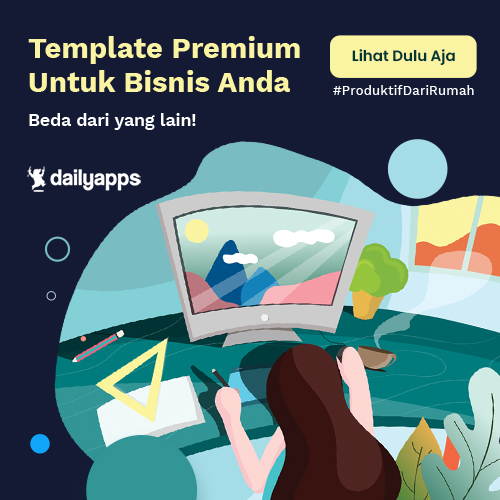 Template Premium
Untuk Bisnis Anda
Beda dari yang lain!
Lihat Dulu Aja
#ProduktifDariRumah
dailyapps